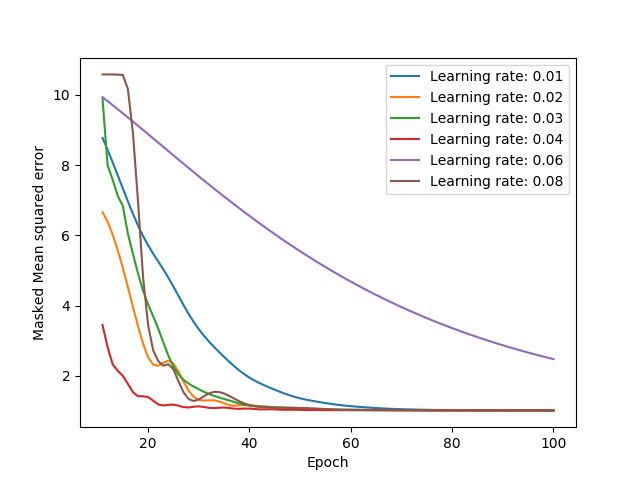 Learning rate: 0.01
Learning rate: 0.02
Learning rate: 0.03
Learning rate: 0.04
Learning rate: 0.06
Learning rate: 0.08
Masked Mean squared error
10
8
6
4
2
20 40 60 80 100
Epoch